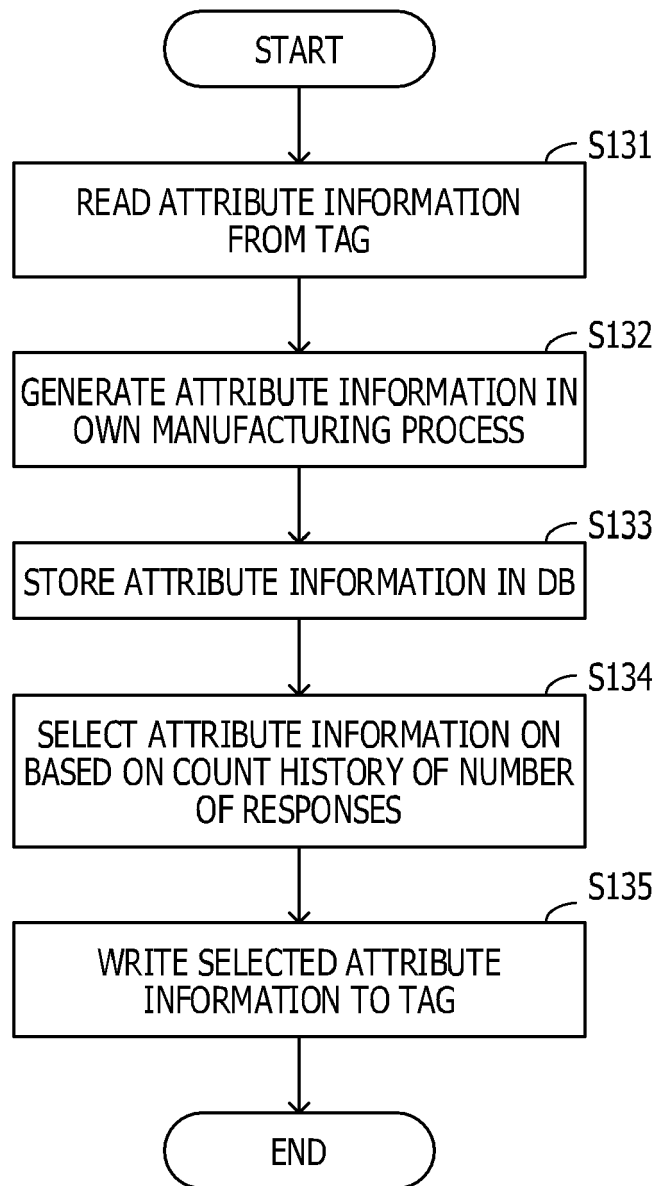 START
S131
READ ATTRIBUTE INFORMATION
FROM TAG
S132
GENERATE ATTRIBUTE INFORMATION IN
OWN MANUFACTURING PROCESS
S133
STORE ATTRIBUTE INFORMATION IN DB
S134
SELECT ATTRIBUTE INFORMATION ON
BASED ON COUNT HISTORY OF NUMBER
OF RESPONSES
S135
WRITE SELECTED ATTRIBUTE
INFORMATION TO TAG
END